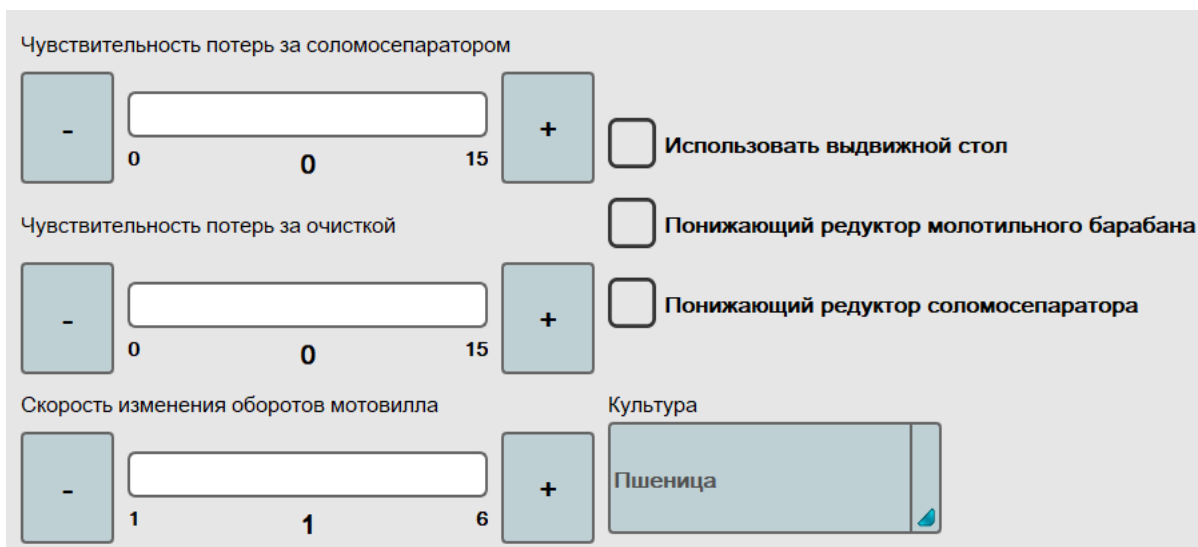 Чувствительность потерь за соломосепаратором
-
+
0
0
15
Использовать выдвижной стол
Чувствительность потерь за очисткой
Понижающий редуктор молотильного барабана
-
+
0
0
15
Понижающий редуктор соломосепаратора
Скорость изменения оборотов мотовилла
-
+
1
1
6
Культура
Пшеница